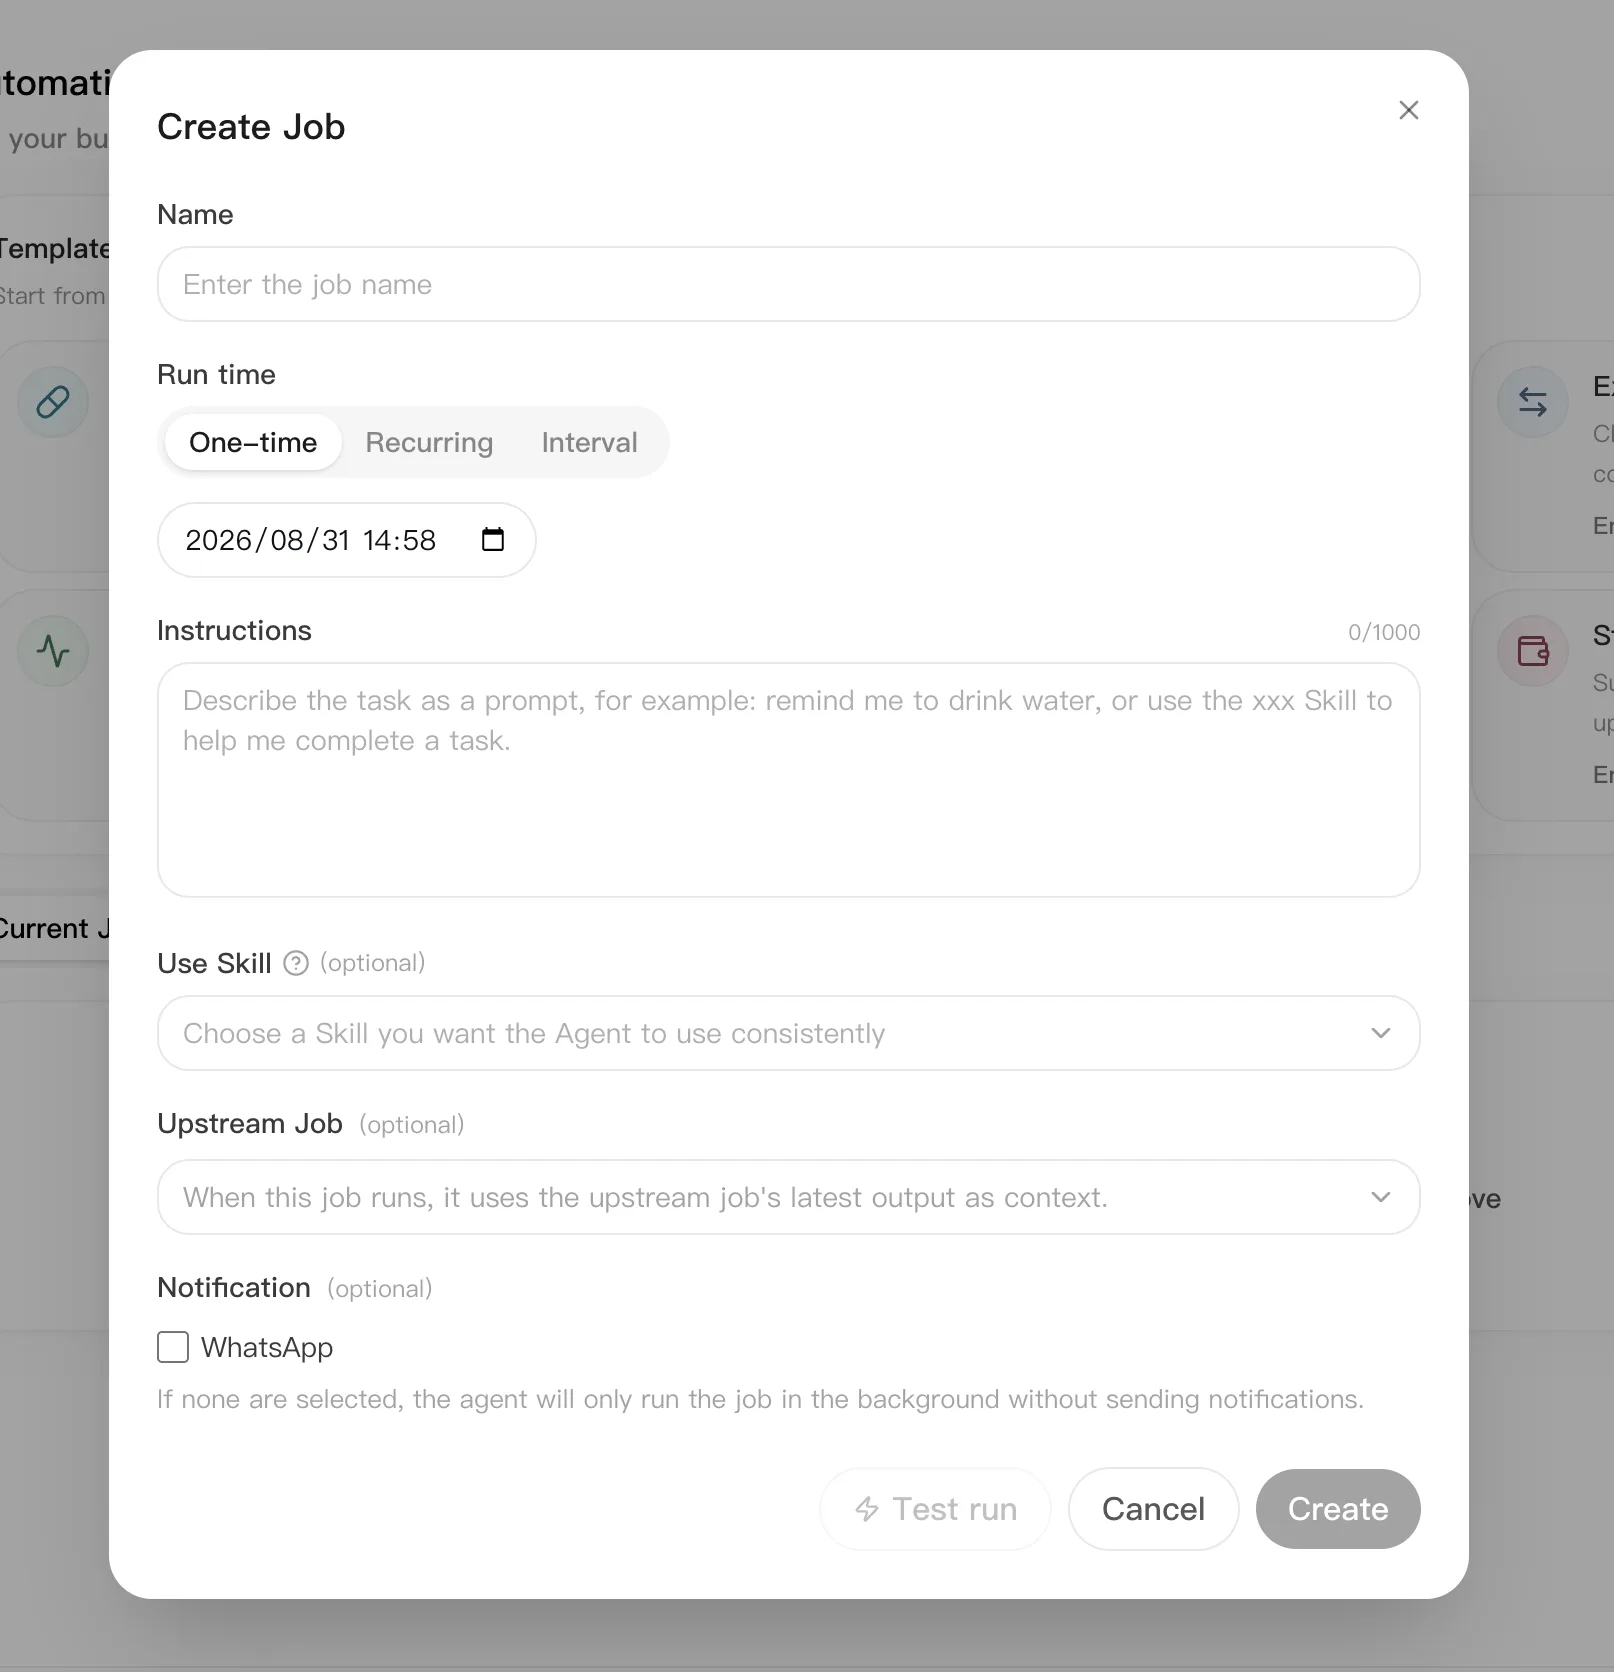 Create Job
Name
Enter the job name
Run time
One-time
Recurring
Interval
2026/08/31 14:58
Instructions
0/1000
Describe the task as a prompt, for example: remind me to drink water, or use the xxx Skill to
help me complete a task.
Use Skill (optional)
Choose a Skill you want the Agent to use consistently
Upstream Job (optional)
When this job runs, it uses the upstream job's latest output as context.
Notification (optional)
WhatsApp
If none are selected, the agent will only run the job in the background without sending notifications.
Test run
Cancel
Create
your
Template
Start from
Current